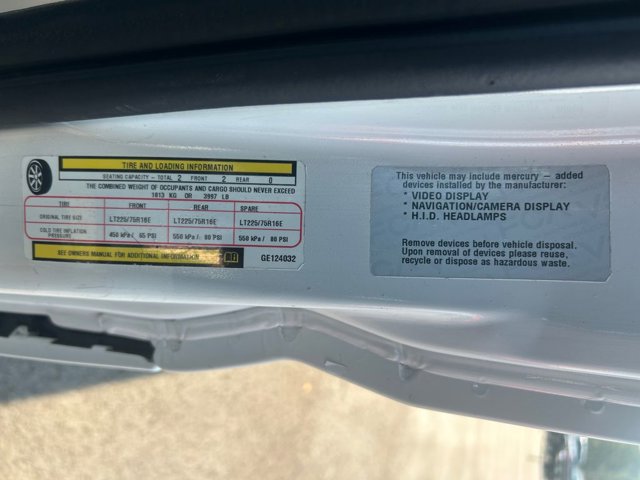 TIRE AND LOADING INFORMATION
SEATING CAPACITY - TOTAL 2 FRONT 2 REAR 0
THE COMBINED WEIGHT OF OCCUPANTS AND CARGO SHOULD NEVER EXCEED
1813 KG OR 3997 LB
TIRE FRONT REAR SPARE
ORIGINAL TIRE SIZE LT225/75R16E LT225/75R16E LT225/75R16E
COLD TIRE INFLATION PRESSURE 450 kPa/ 65 PSI 550 kPa/ 80 PSI 550 kPa/ 80 PSI
SEE OWNERS MANUAL FOR ADDITIONAL INFORMATION GE124032
This vehicle may include mercury – added
devices installed by the manufacturer:
* VIDEO DISPLAY
* NAVIGATION/CAMERA DISPLAY
* H.I.D. HEADLAMPS
Remove devices before vehicle disposal.
Upon removal of devices please reuse,
recycle or dispose as hazardous waste.